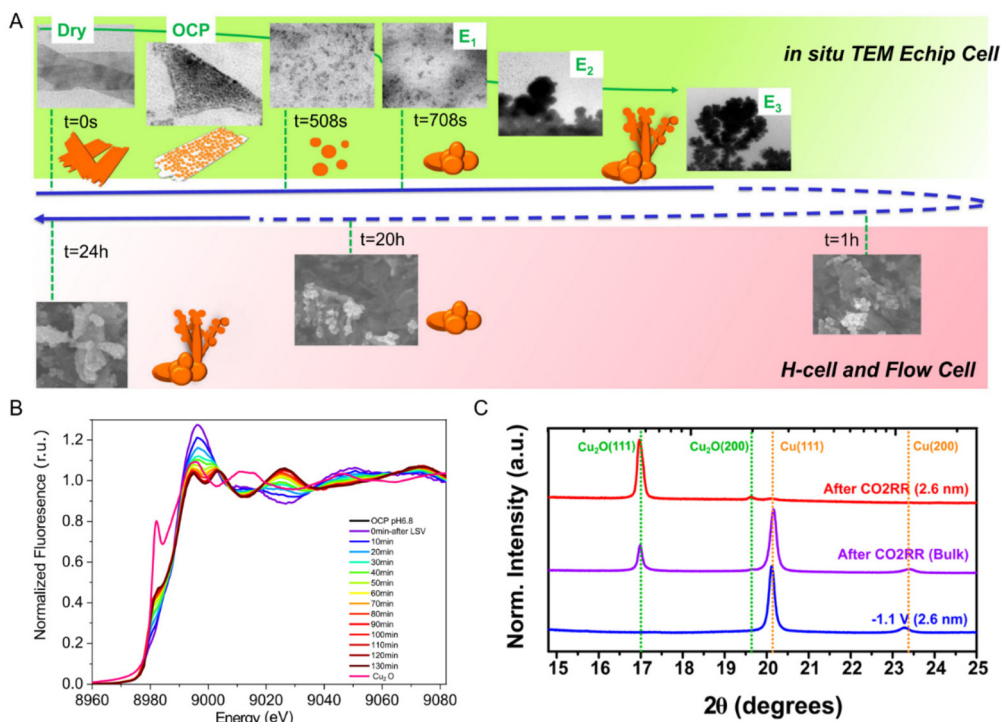 A
Dry
OCP
E₁
E₂
E₃
in situ TEM Echip Cell
t=0s
t=508s
t=708s
t=24h
t=20h
t=1h
H-cell and Flow Cell
B
Normalized Fluorescence (r.u.)
1.2
1.0
0.8
0.6
0.4
0.2
0.0
8960 8980 9000 9020 9040 9060 9080
Energy (eV)
OCP pH6.8
0min-after LSV
10min
20min
30min
40min
50min
60min
70min
80min
90min
100min
110min
120min
130min
Cu₂ O
C
Norm. Intensity (a.u.)
Cu₂O(111) Cu₂O(200) Cu(111) Cu(200)
After CO2RR (2.6 nm)
After CO2RR (Bulk)
-1.1 V (2.6 nm)
15 16 17 18 19 20 21 22 23 24 25
2θ (degrees)